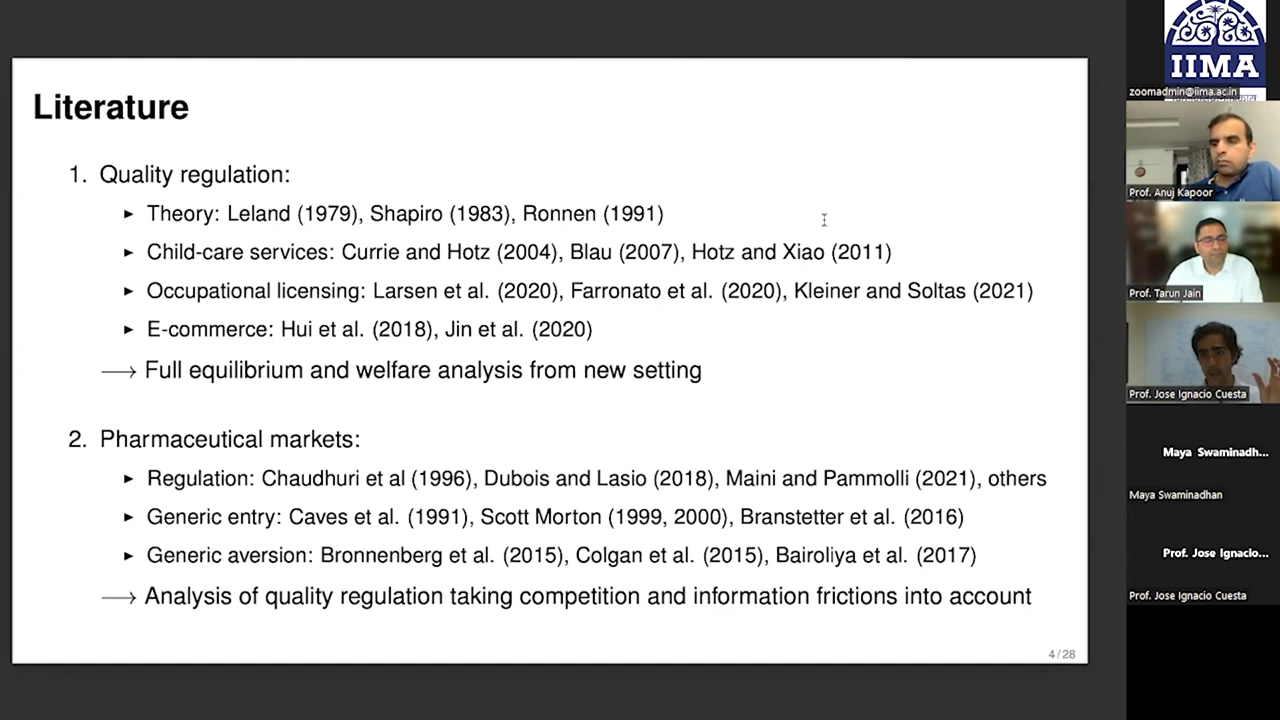 Literature
1. Quality regulation:
► Theory: Leland (1979), Shapiro (1983), Ronnen (1991)
► Child-care services: Currie and Hotz (2004), Blau (2007), Hotz and Xiao (2011)
► Occupational licensing: Larsen et al. (2020), Farronato et al. (2020), Kleiner and Soltas (2021)
► E-commerce: Hui et al. (2018), Jin et al. (2020)
⟶ Full equilibrium and welfare analysis from new setting
2. Pharmaceutical markets:
► Regulation: Chaudhuri et al (1996), Dubois and Lasio (2018), Maini and Pammolli (2021), others
► Generic entry: Caves et al. (1991), Scott Morton (1999, 2000), Branstetter et al. (2016)
► Generic aversion: Bronnenberg et al. (2015), Colgan et al. (2015), Bairoliya et al. (2017)
⟶ Analysis of quality regulation taking competition and information frictions into account
4 / 28
IIMA
zoomadmin@iima.ac.in
Prof. Anuj Kapoor
Prof. Tarun Jain
Prof. Jose Ignacio Cuesta
Maya Swaminadh...
Maya Swaminadhan
Prof. Jose Ignacio...
Prof. Jose Ignacio Cuesta